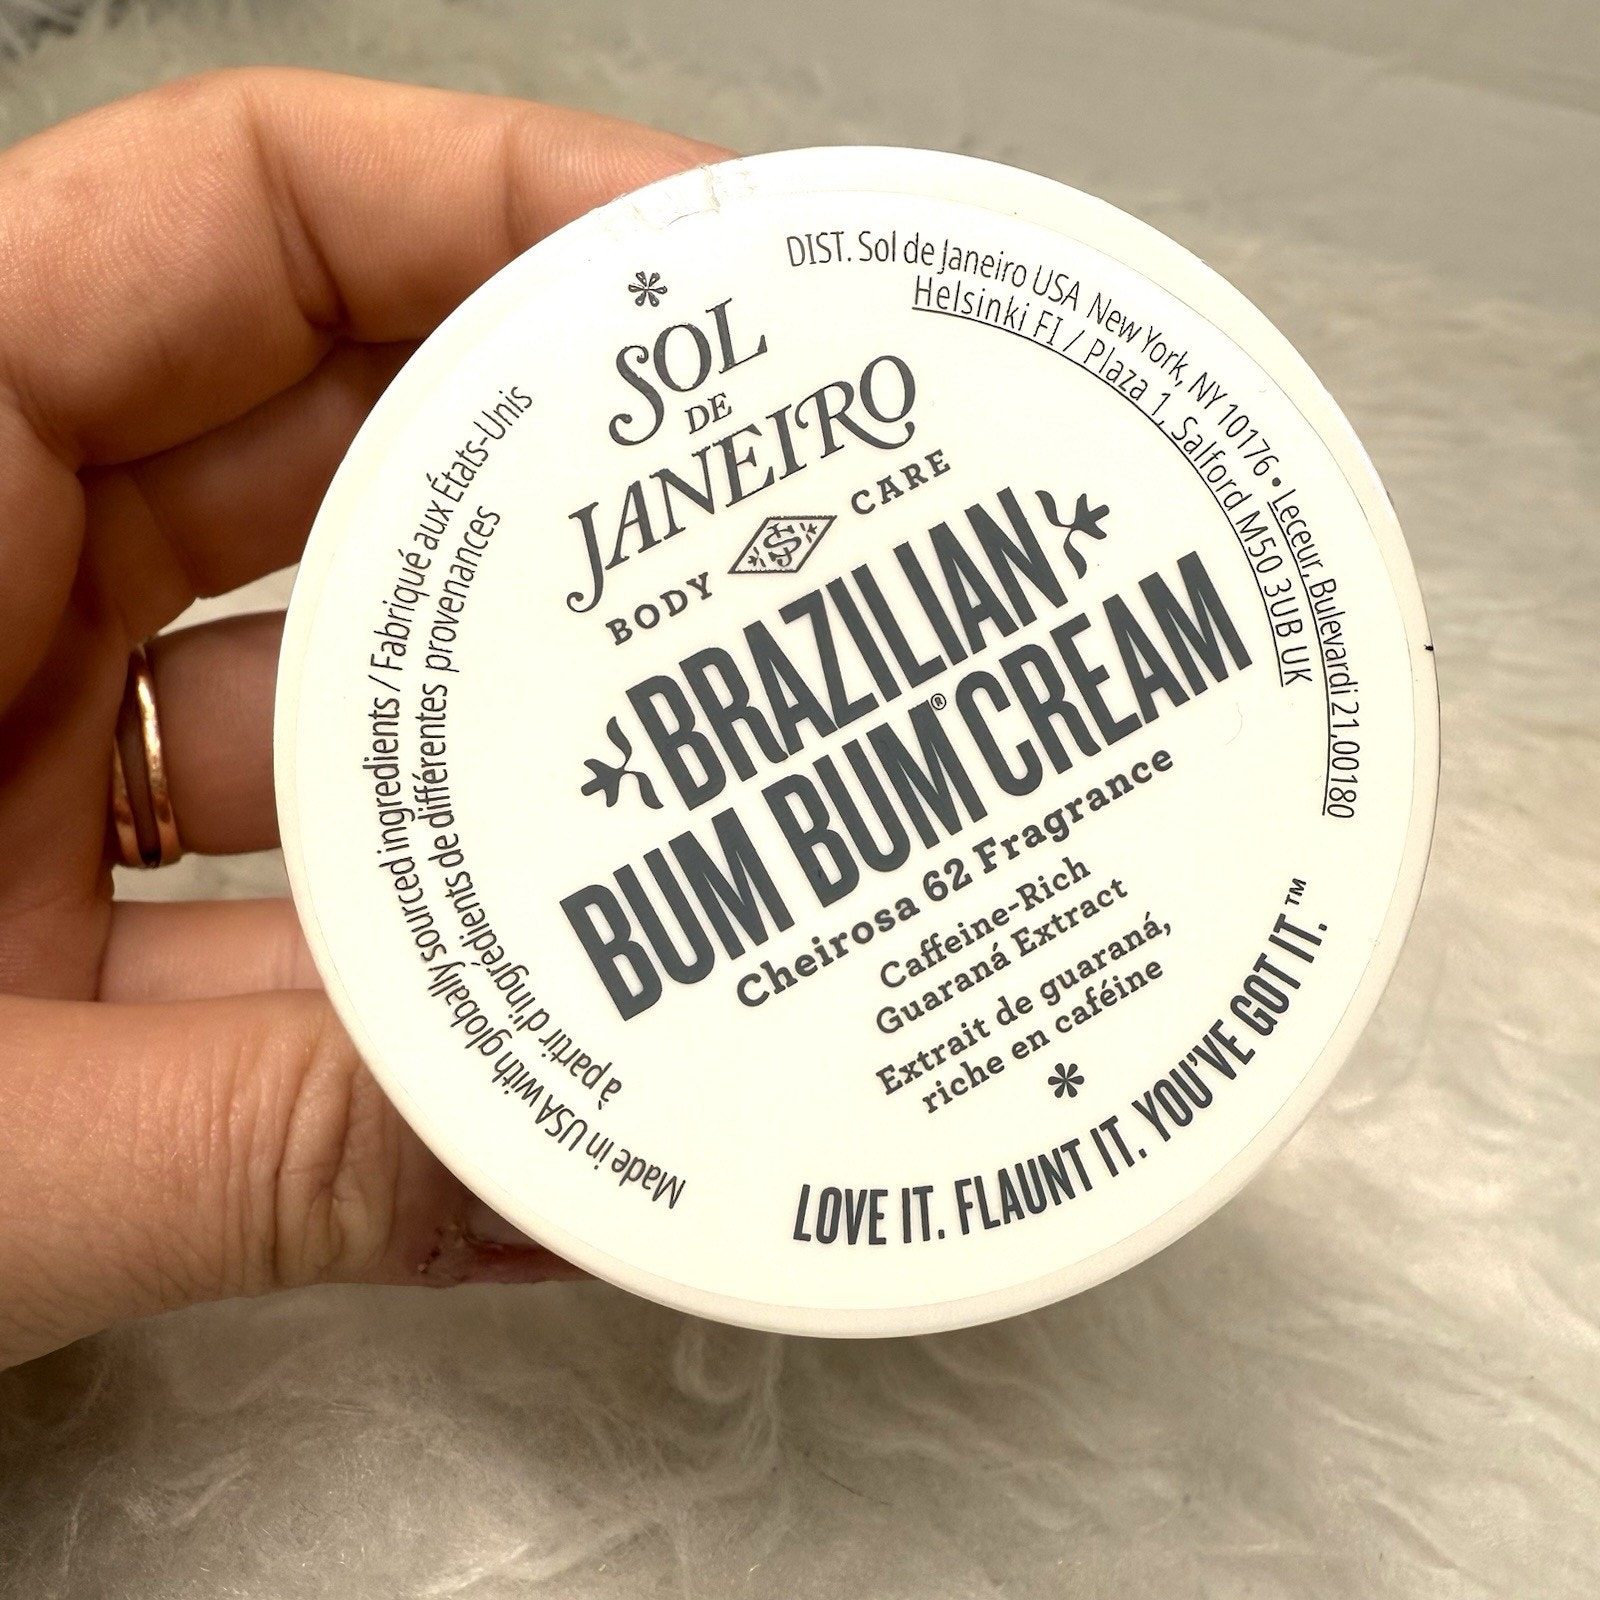 SOL
DE
JANEIRO
BODY CARE
BRAZILIAN
BUM BUM® CREAM
Cheirosa 62 Fragrance
Caffeine-Rich
Guaraná Extract
Extrait de guaraná,
riche en caféine
LOVE IT. FLAUNT IT. YOU'VE GOT IT.™
DIST. Sol de Janeiro USA New York, NY 10176 • Leceur, Bulevardi 21,00180
Helsinki FI / Plaza 1, Salford M50 3UB UK
Made in USA with globally sourced ingredients / Fabriqué aux États-Unis
à partir d'ingrédients de différentes provenances